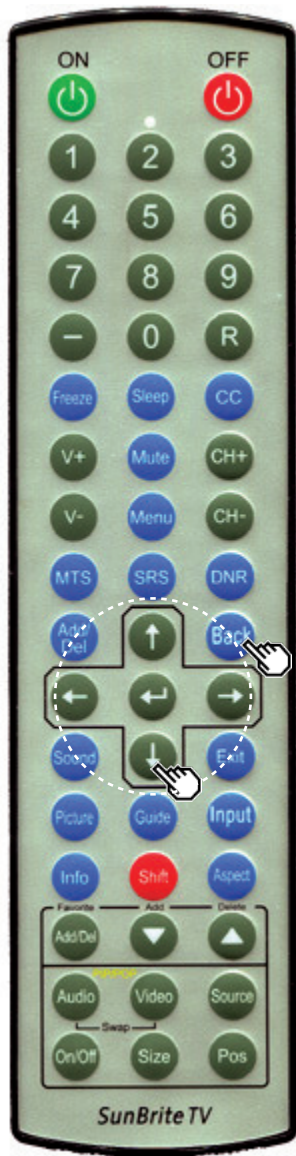 ON OFF
1 2 3
4 5 6
7 8 9
- 0 R
Freeze Sleep CC
V+ Mute CH+
V- Menu CH-
MTS SRS DNR
Add/
Del
Back
Sound Exit
Picture Guide Input
Info Shift Aspect
Favorite Add Delete
Add/Del
PIP/POP
Audio Video Source
Swap
On/Off Size Pos
SunBrite TV